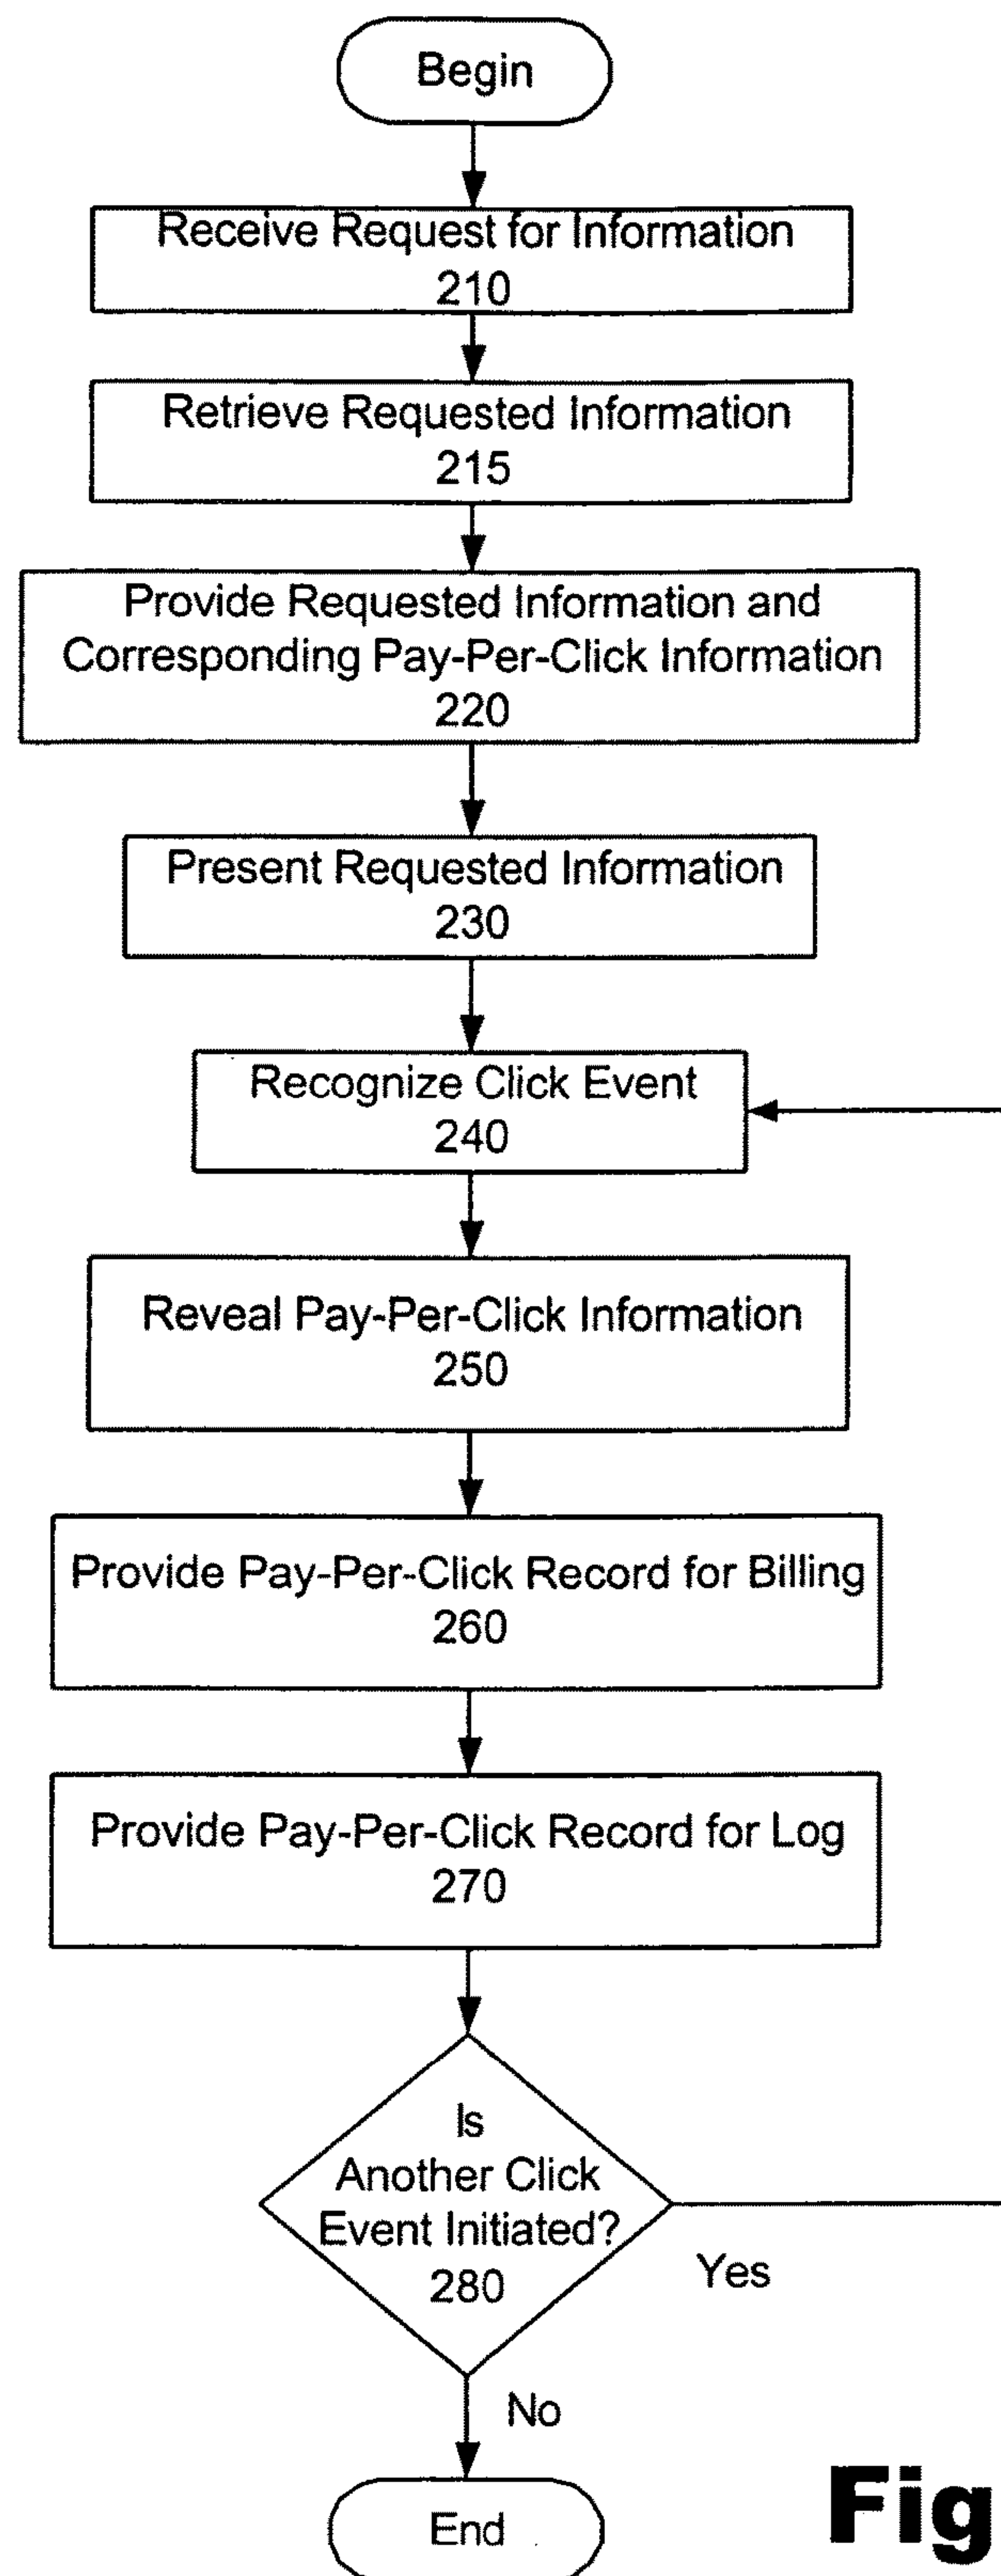 Begin
Receive Request for Information
210
Retrieve Requested Information
215
Provide Requested Information and
Corresponding Pay-Per-Click Information
220
Present Requested Information
230
Recognize Click Event
240
Reveal Pay-Per-Click Information
250
Provide Pay-Per-Click Record for Billing
260
Provide Pay-Per-Click Record for Log
270
Is
Another Click
Event Initiated?
280
Yes
No
End
Fig